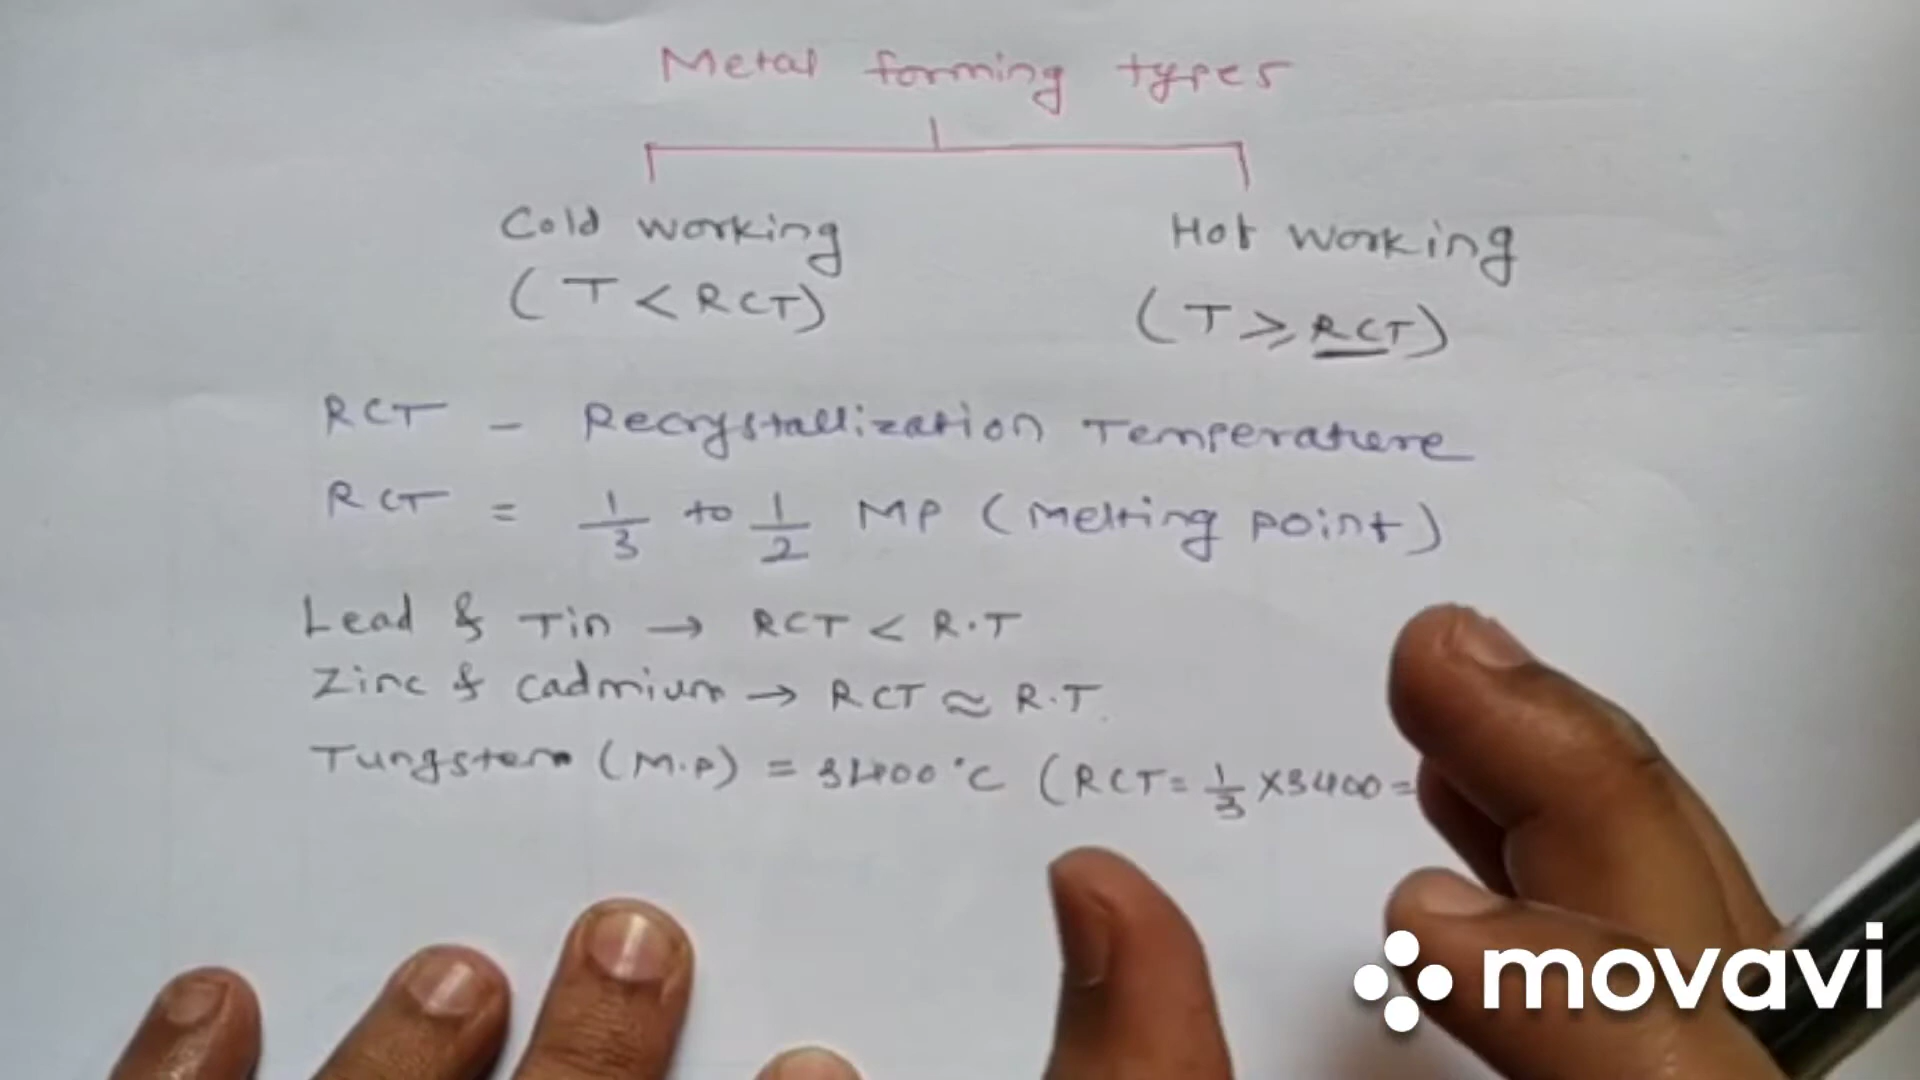 Metal forming types
Cold working
(T < RCT)
Hot working
(T ⩾ RCT)
RCT - Recrystallization Temperature
RCT = 1/3 to 1/2 MP (Melting point)
Lead & Tin → RCT < R.T
Zinc & cadmium → RCT ≈ R.T.
Tungsten (M.P) = 3400°C (RCT = 1/3 X3400 =
movavi